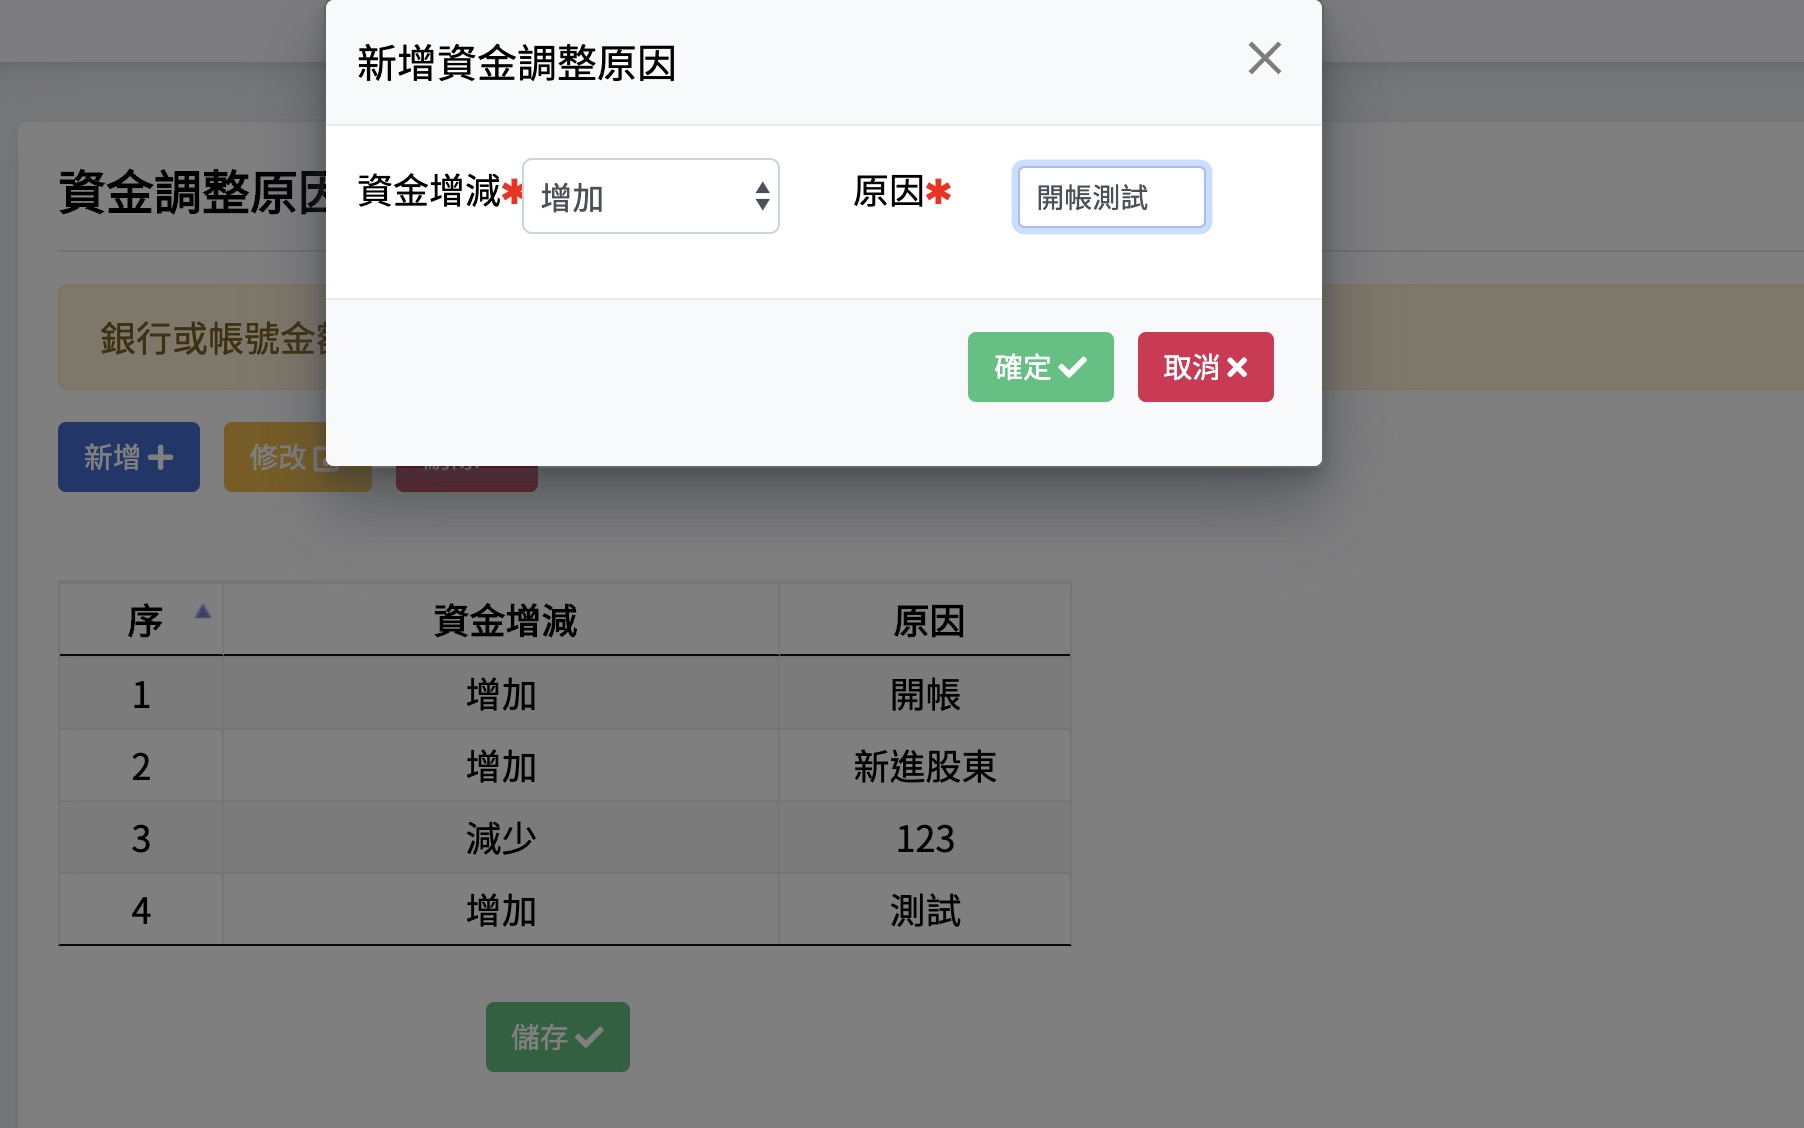 新增資金調整原因
資金增減* 增加 原因* 開帳測試
確定 取消
資金調整原因
銀行或帳號金
新增 修改
序 資金增減 原因
1 增加 開帳
2 增加 新進股東
3 減少 123
4 增加 測試
儲存